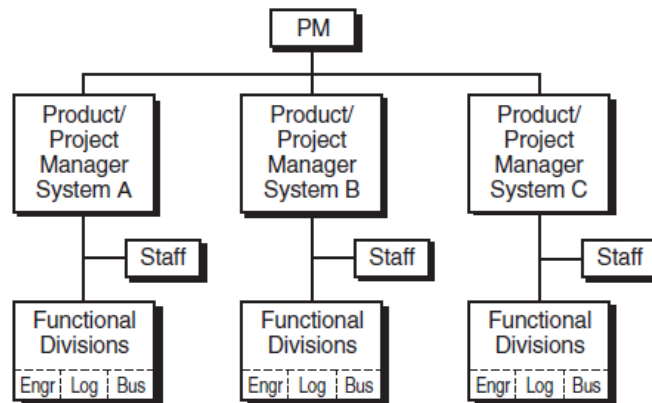 PM
Product/
Project
Manager
System A
Product/
Project
Manager
System B
Product/
Project
Manager
System C
Staff
Staff
Staff
Functional
Divisions
Engr Log Bus
Functional
Divisions
Engr Log Bus
Functional
Divisions
Engr Log Bus